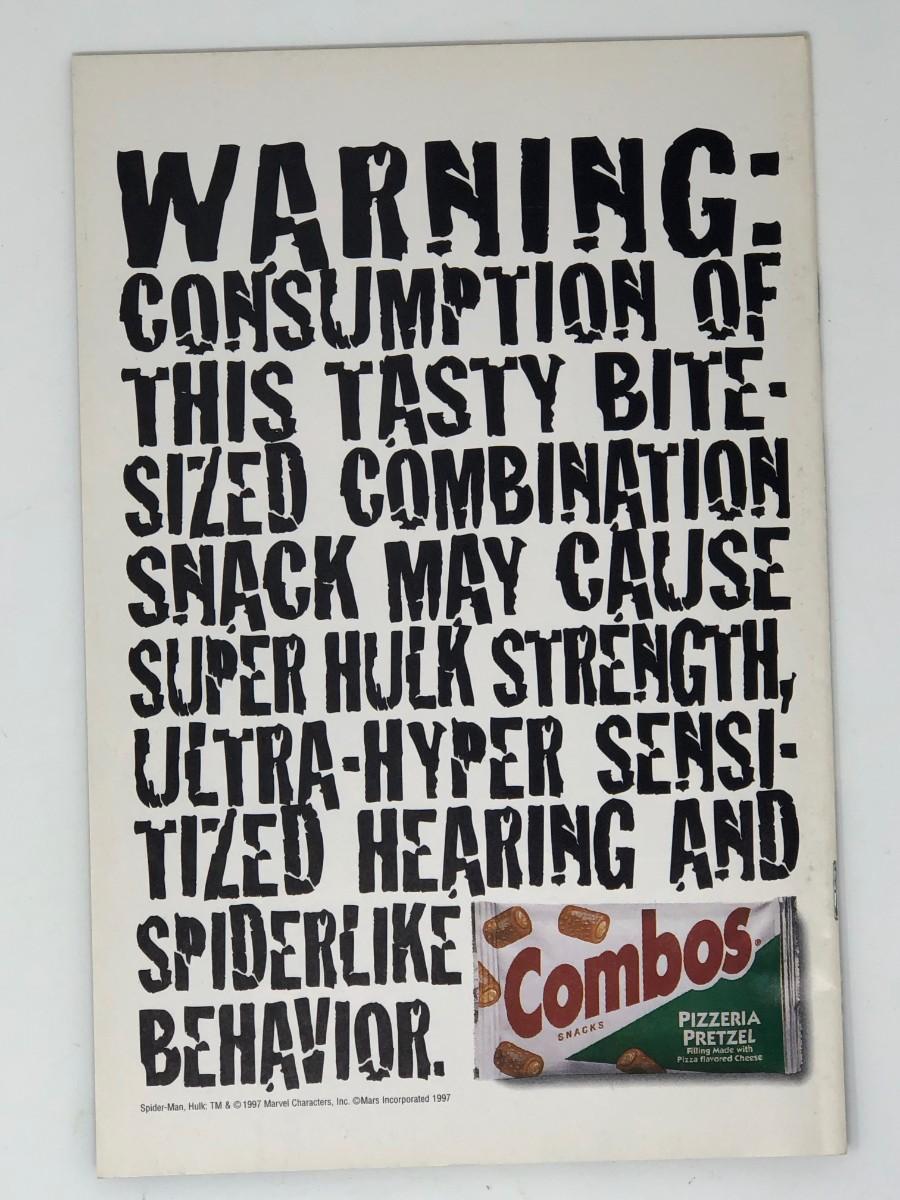 WARNING:
CONSUMPTION OF
THIS TASTY BITE-
SIZED COMBINATION
SNACK MAY CAUSE
SUPER HULK STRENGTH,
ULTRA-HYPER SENSI-
TIZED HEARING AND
SPIDERLIKE
BEHAVIOR.
Combos®
SNACKS
PIZZERIA
PRETZEL
Filling Made with
Pizza flavored Cheese
Spider-Man, Hulk: TM & ©1997 Marvel Characters, Inc. ©Mars Incorporated 1997